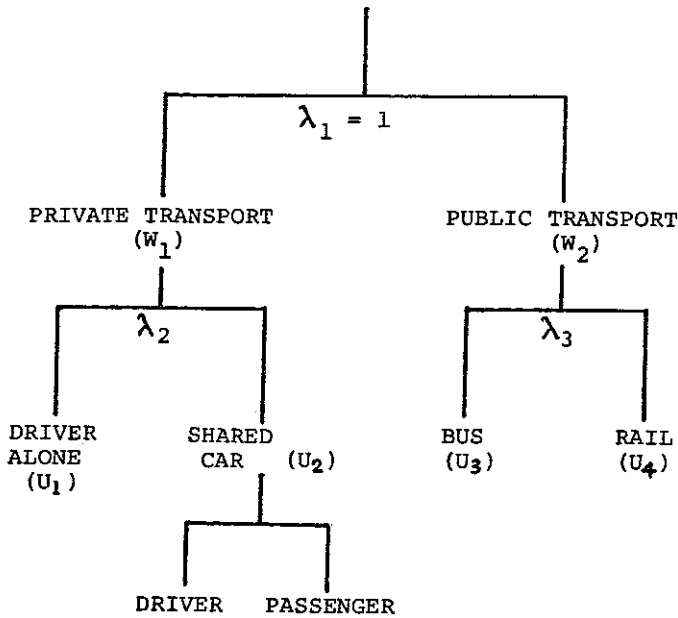 λ₁ = 1
PRIVATE TRANSPORT
(W₁)
PUBLIC TRANSPORT
(W₂)
λ₂
λ₃
DRIVER
ALONE
(U₁)
SHARED
CAR (U₂)
BUS
(U₃)
RAIL
(U₄)
DRIVER PASSENGER